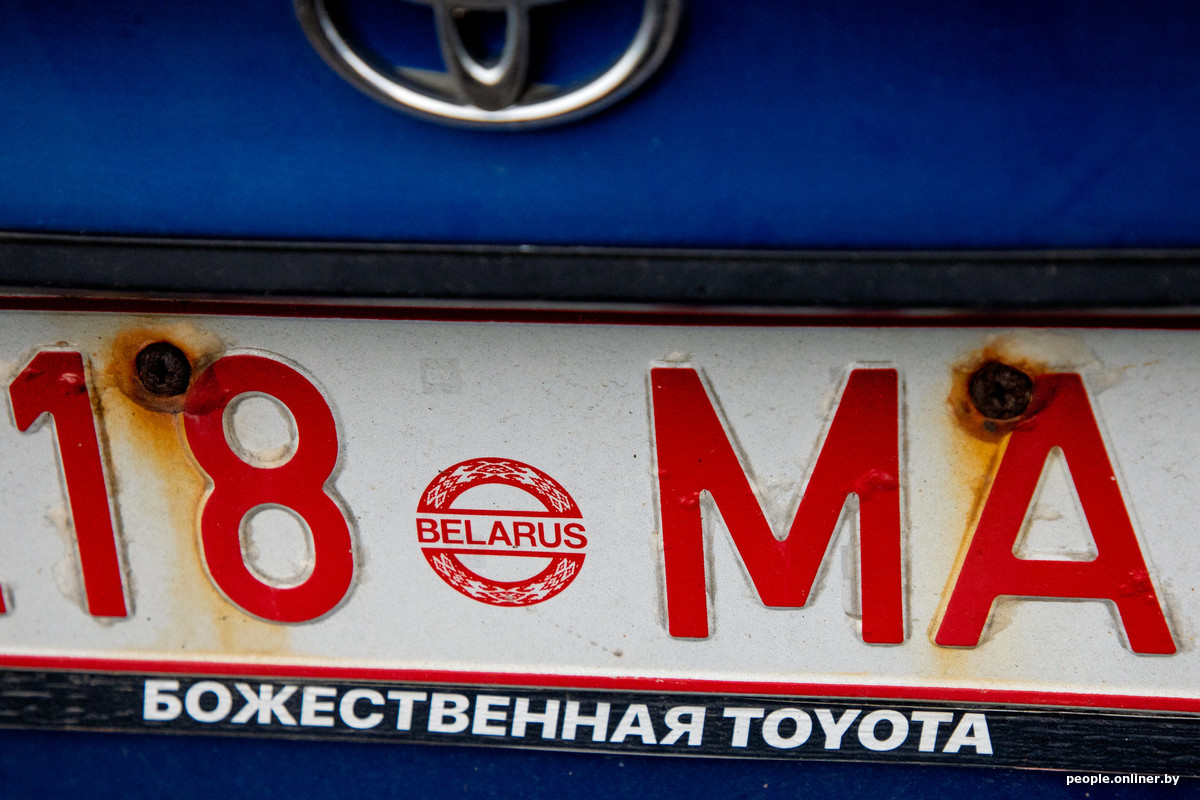 18 BELARUS MA
БОЖЕСТВЕННАЯ TOYOTA
people.onliner.by